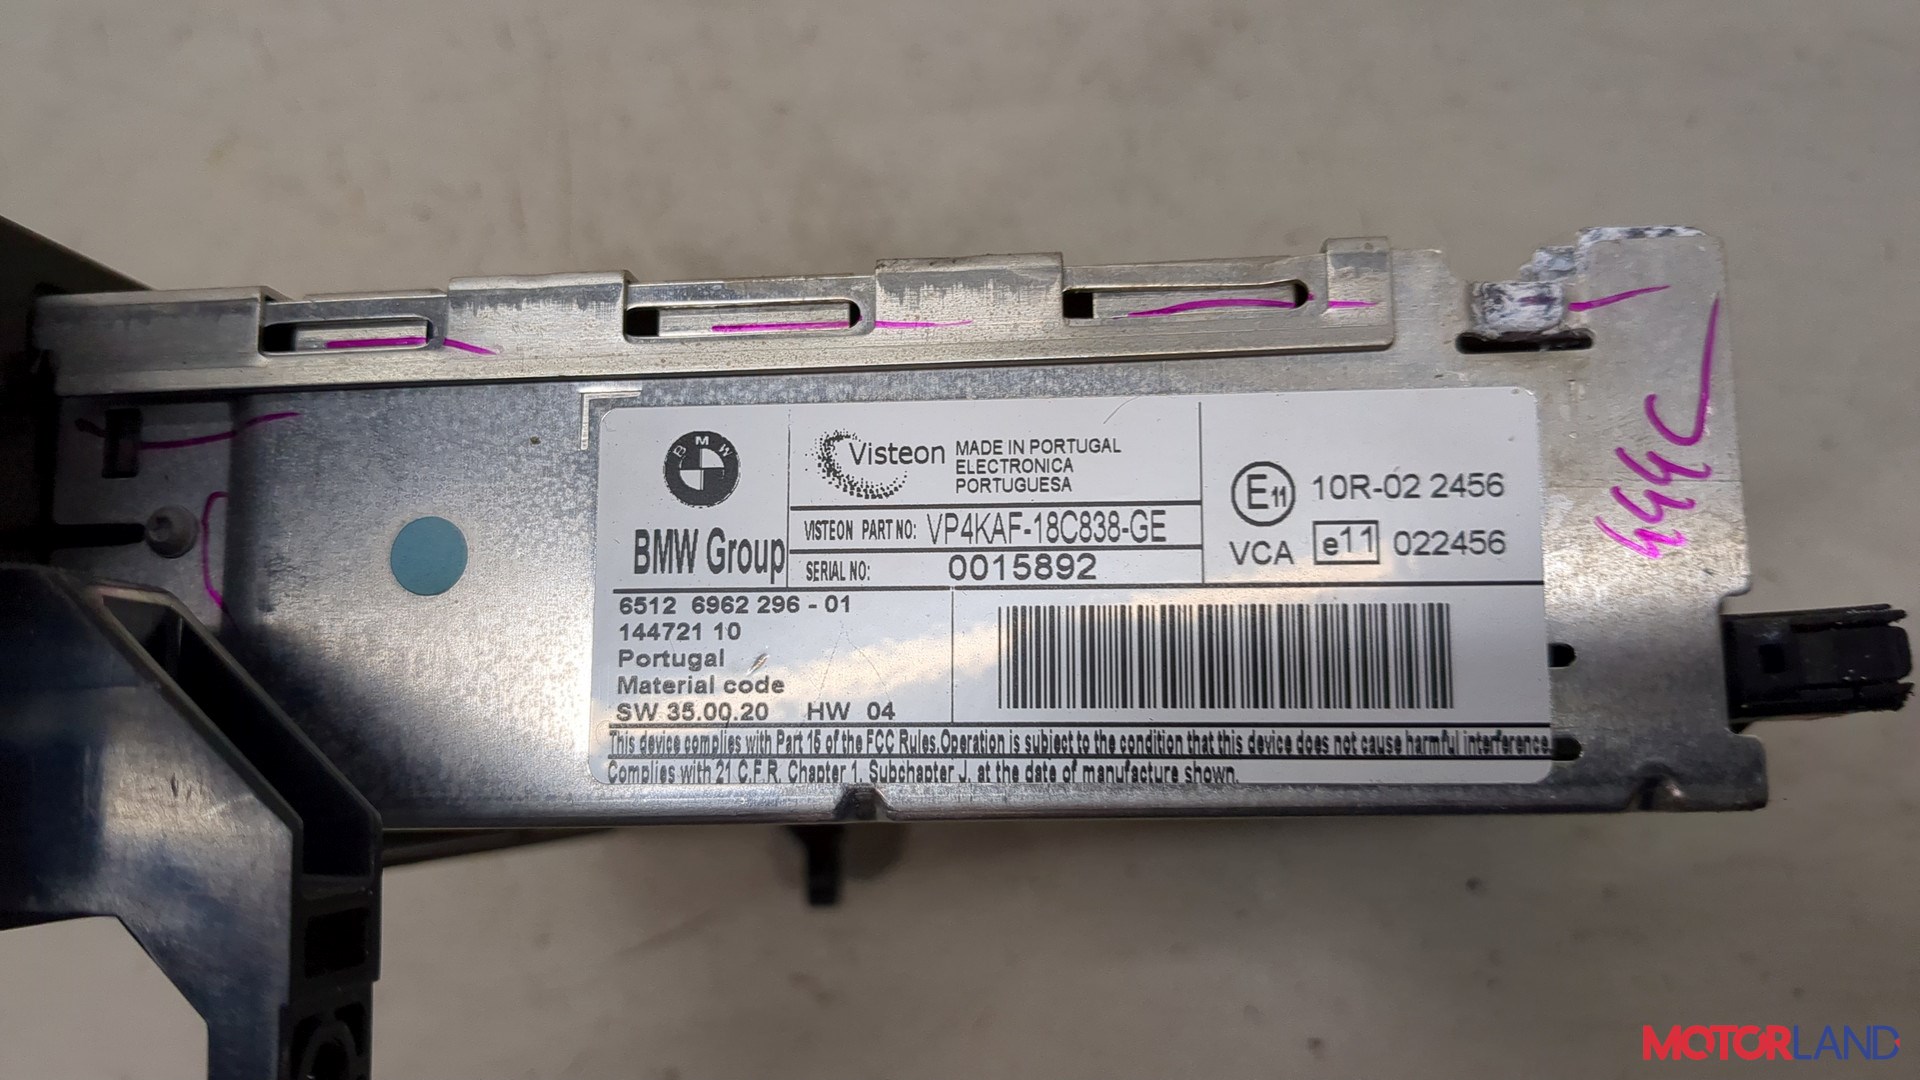 BMW
BMW Group
Visteon
MADE IN PORTUGAL
ELECTRONICA
PORTUGUESA
VISTEON PART NO: VP4KAF-18C838-GE
SERIAL NO: 0015892
E11 10R-02 2456
VCA e11 022456
6512 6962 296 - 01
144721 10
Portugal
Material code
SW 35.00.20 HW 04
This device complies with Part 15 of the FCC Rules.Operation is subject to the condition that this device does not cause harmful interference.
Complies with 21 C.F.R. Chapter 1, Subchapter J, at the date of manufacture shown.
MOTORLAND